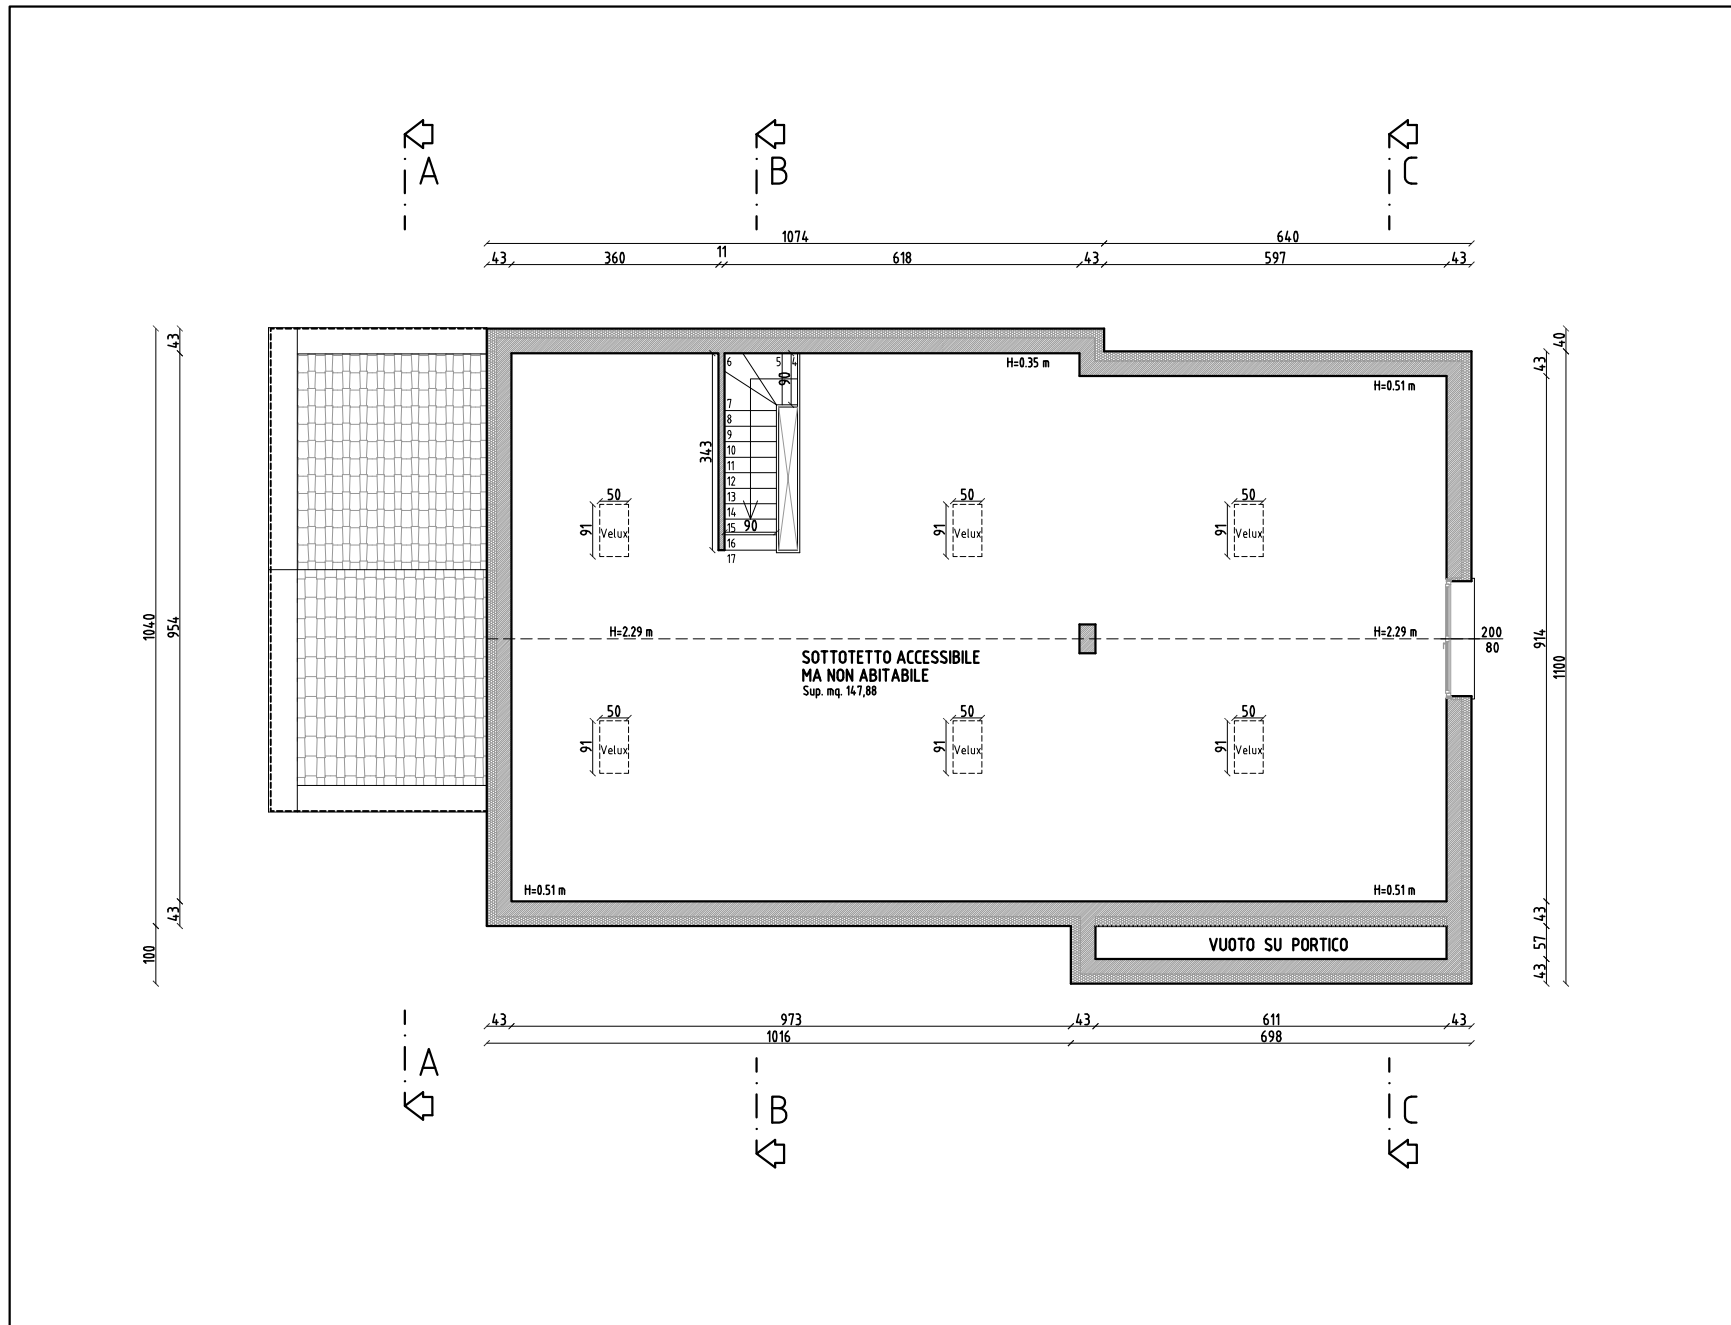 A
B
C
1074
640
43
360
11
618
43
597
43
1040
954
43
43
100
40
43
914
1100
43
57
43
6
5
4
90
7
8
9
10
11
12
13
14
15
16
17
90
343
H=0.35 m
H=0.51 m
50
91
Velux
50
91
Velux
50
91
Velux
H=2.29 m
H=2.29 m
200
80
SOTTOTETTO ACCESSIBILE
MA NON ABITABILE
Sup. mq. 147,88
50
91
Velux
50
91
Velux
50
91
Velux
H=0.51 m
H=0.51 m
VUOTO SU PORTICO
43
973
43
611
43
1016
698
A
B
C